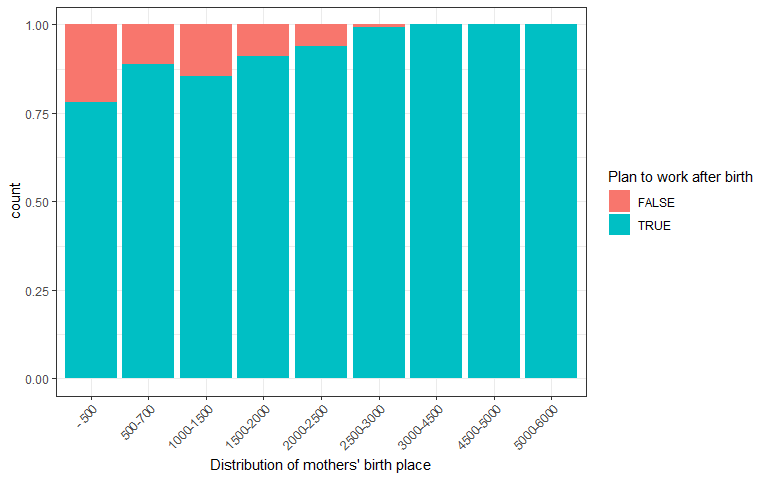 1.00
0.75
0.50
0.25
0.00
count
- 500
500-700
1000-1500
1500-2000
2000-2500
2500-3000
3000-4500
4500-5000
5000-6000
Distribution of mothers' birth place
Plan to work after birth
FALSE
TRUE